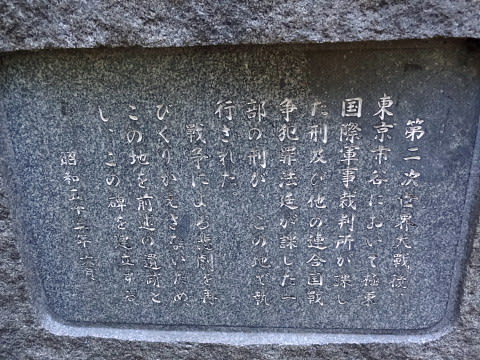 第二次世界大戦後
東京市谷において極東
国際軍事裁判所が課し
た刑及び他の連合国戦
争犯罪法廷が課した一
部の刑が、この地で執
行された
戦争による悲劇を再
びくりかえさないため
この地を前述の遺跡と
し、この碑を建立する
昭和五十三年六月